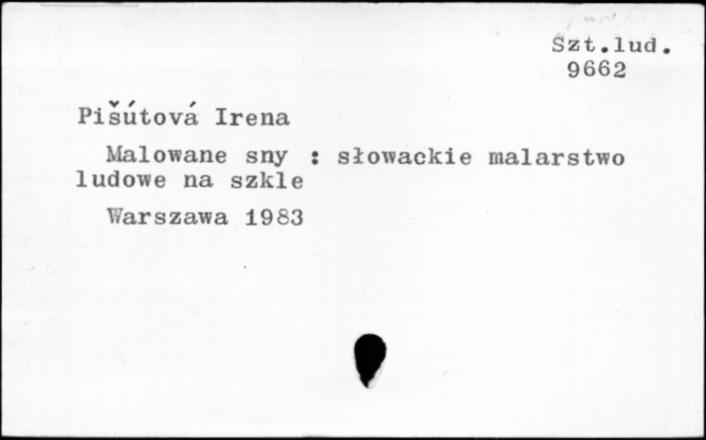 Szt.lud.
9662
Pišútová Irena
Malowane sny : słowackie malarstwo
ludowe na szkle
Warszawa 1983